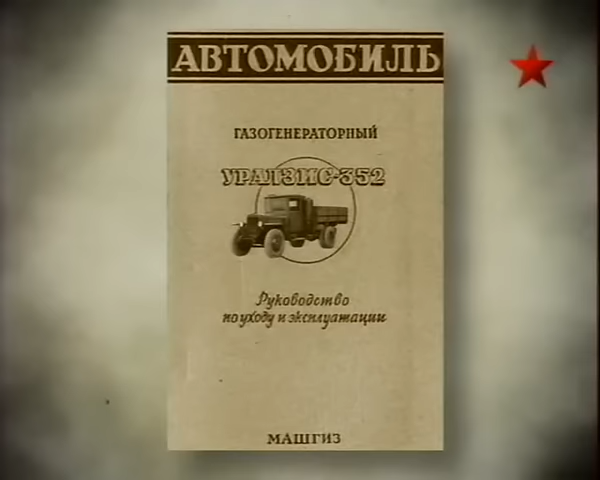 АВТОМОБИЛЬ
ГАЗОГЕНЕРАТОРНЫЙ
УРАЛЗИС-352
Руководство
по уходу и эксплуатации
МАШГИЗ